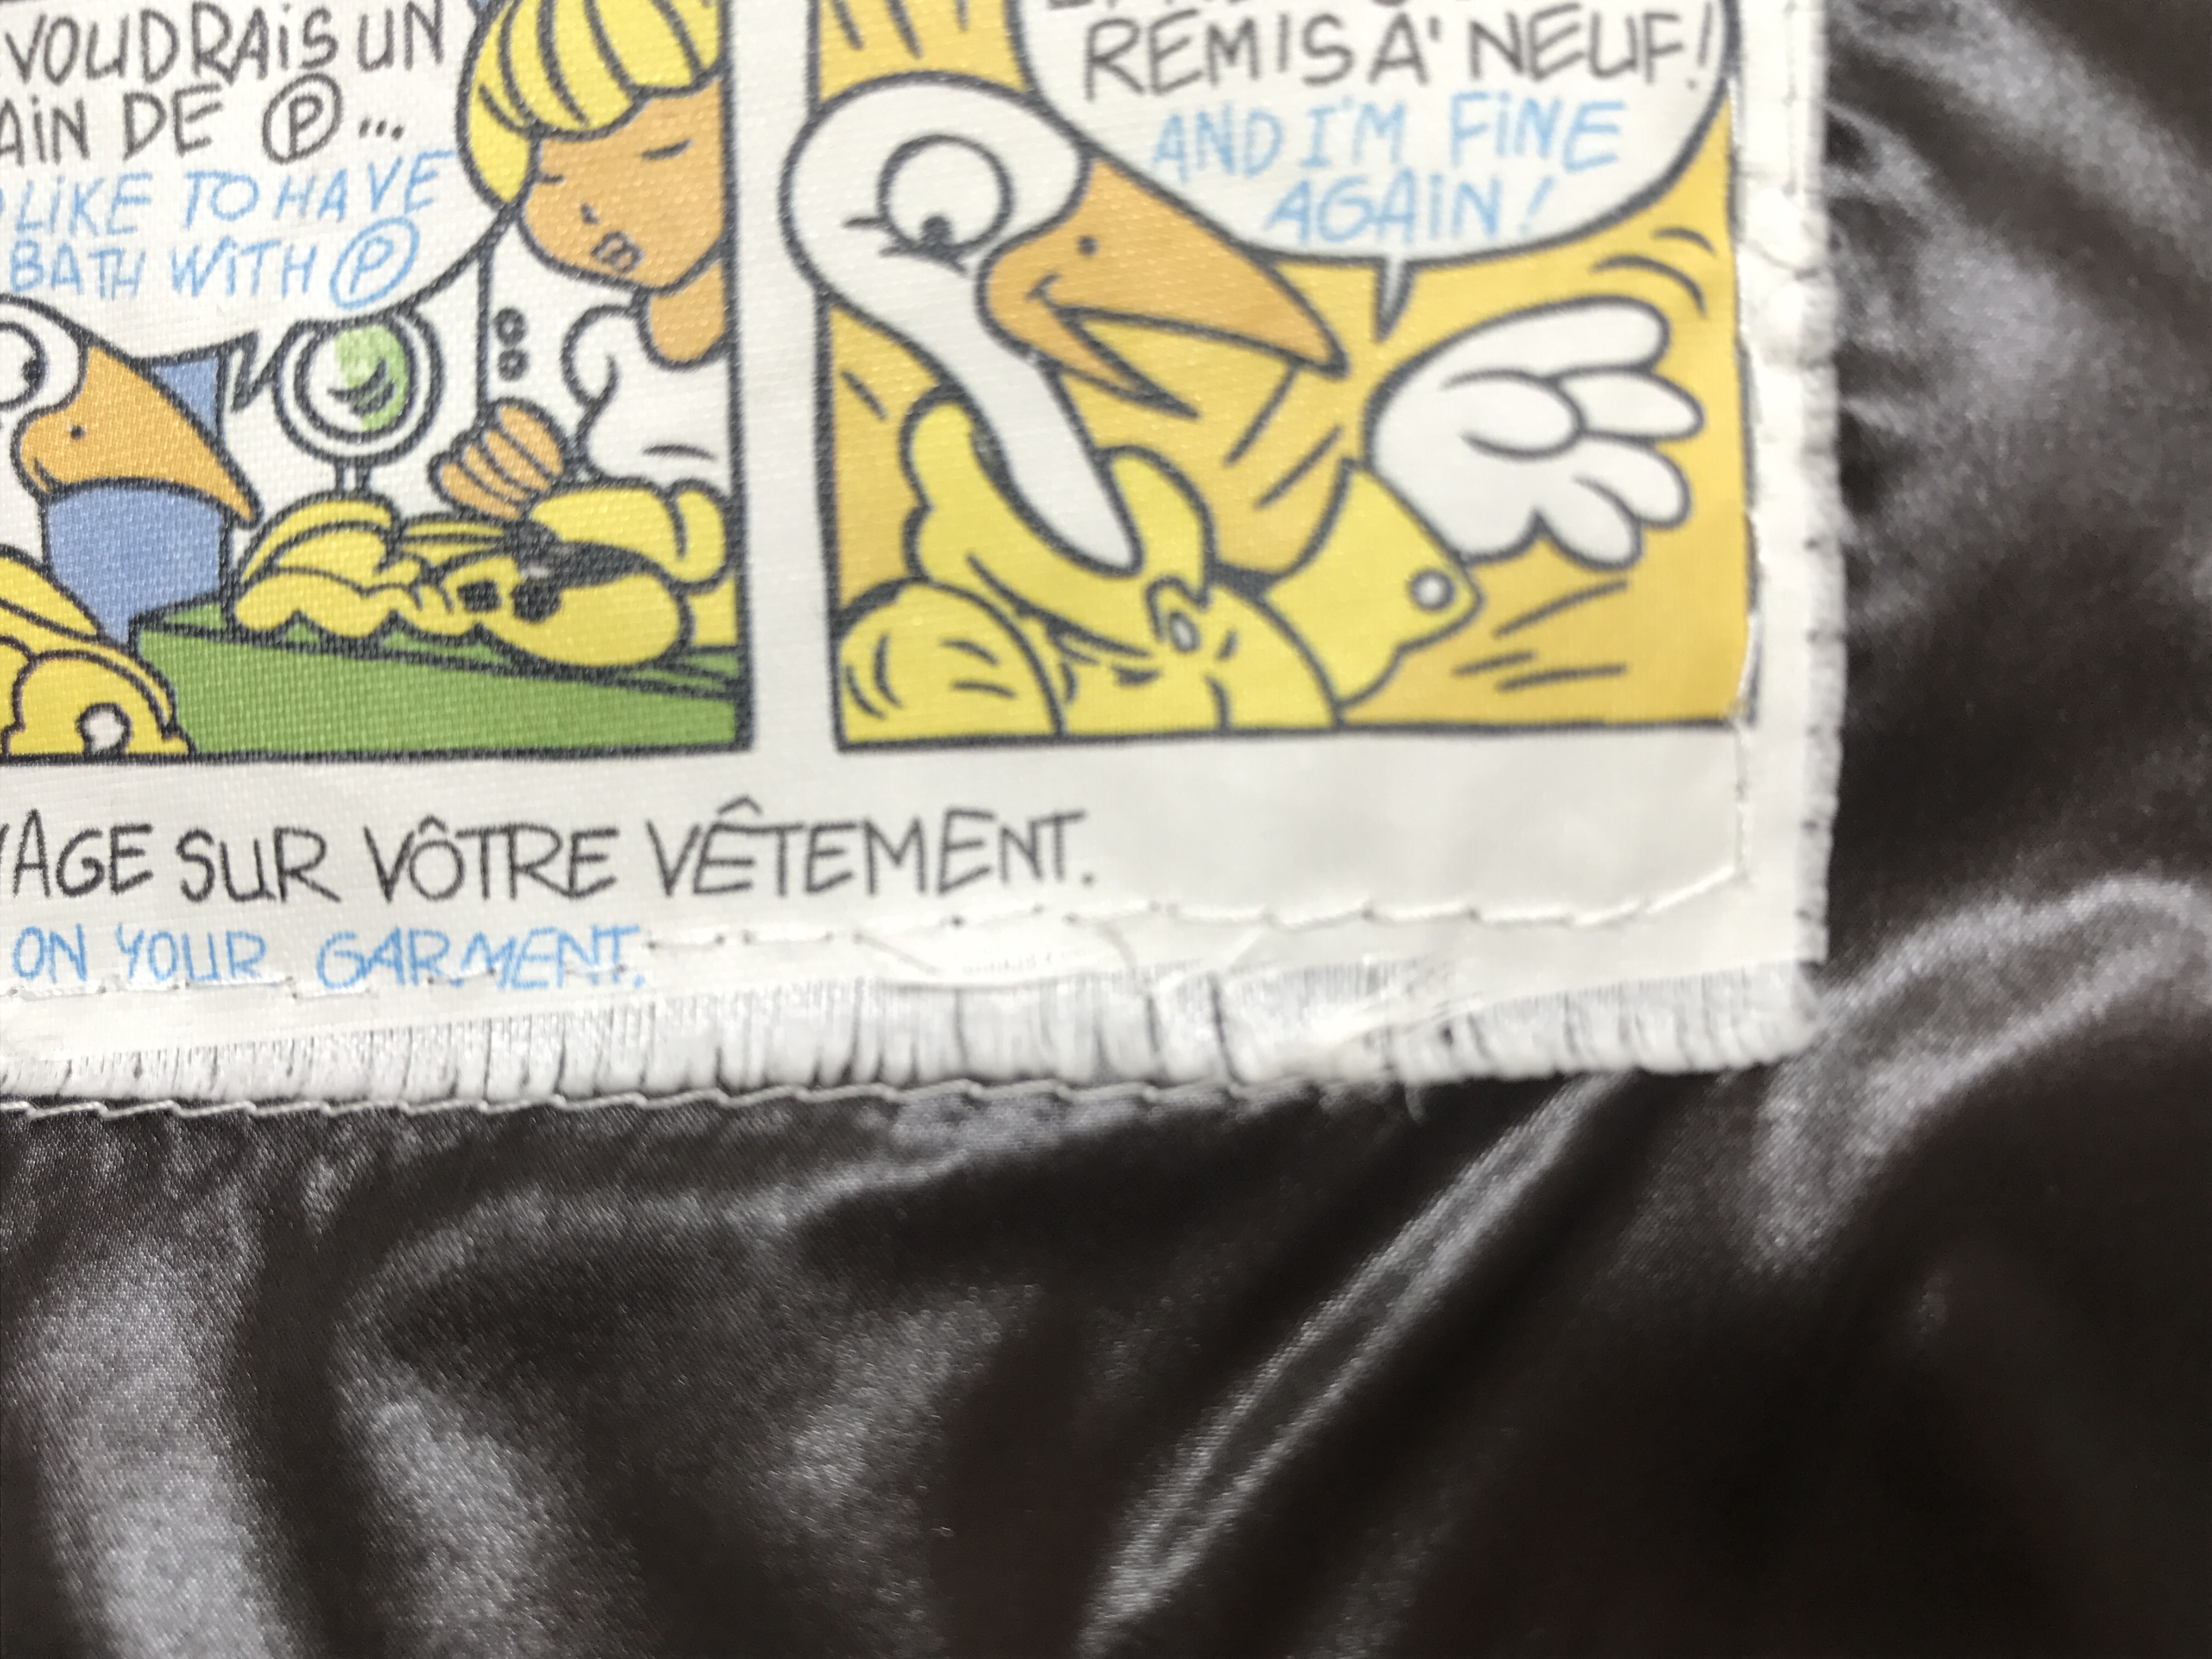 VOUDRAIS UN
AIN DE Ⓟ...
LIKE TO HAVE
BATH WITH Ⓟ
REMIS A' NEUF!
AND I'M FINE
AGAIN!
YAGE SUR VÔTRE VÊTEMENT.
ON YOUR GARMENT.